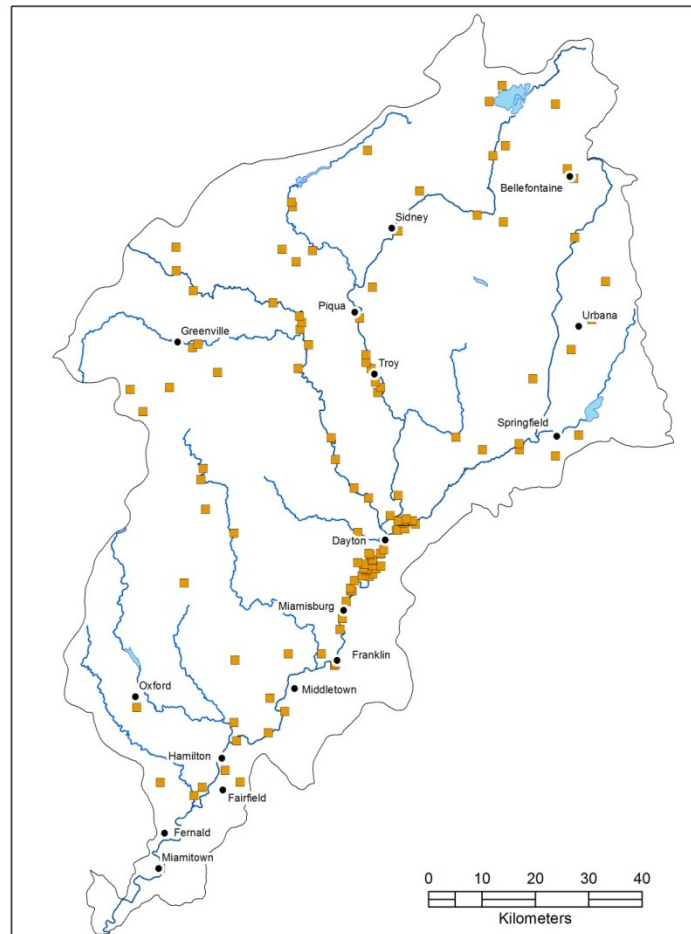 Bellefontaine
Sidney
Piqua
Urbana
Greenville
Troy
Springfield
Dayton
Miamisburg
Franklin
Oxford
Middletown
Hamilton
Fairfield
Fernald
Miamitown
0 10 20 30 40
Kilometers